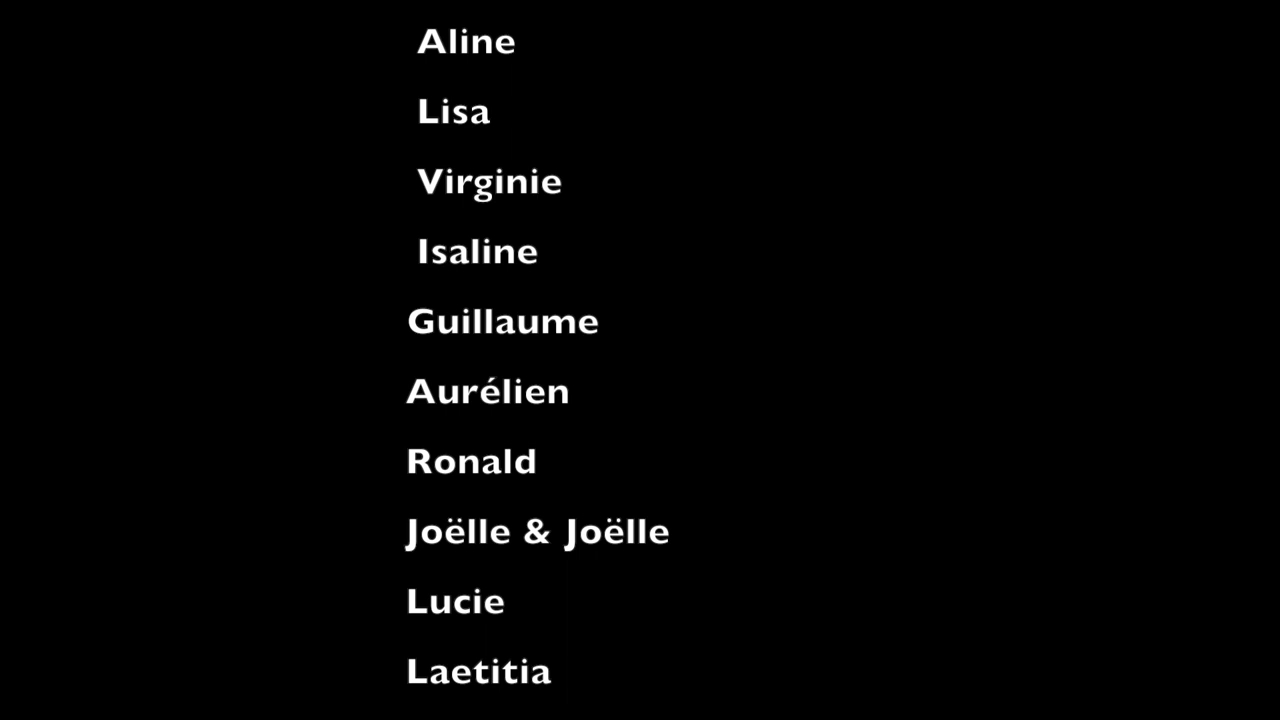 Aline
Lisa
Virginie
Isaline
Guillaume
Aurélien
Ronald
Joëlle & Joëlle
Lucie
Laetitia